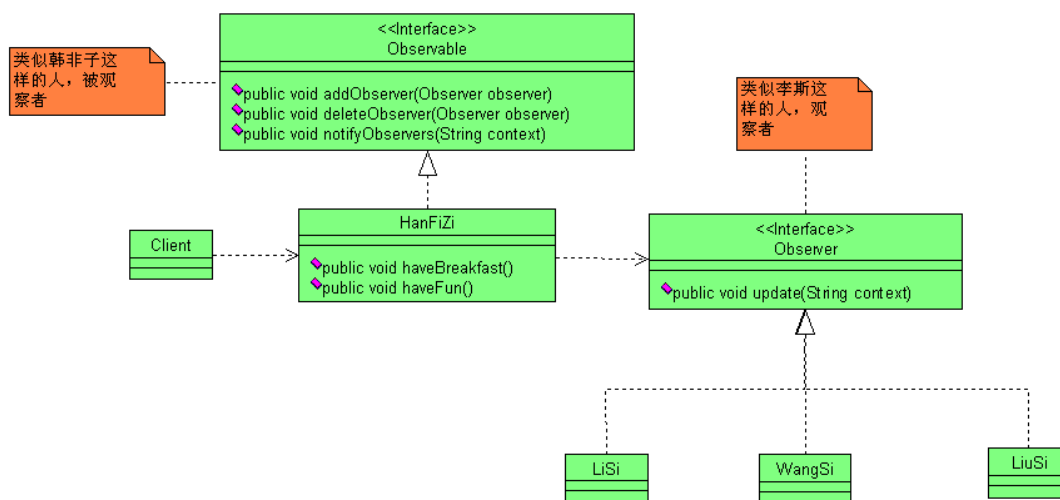 <<Interface>>
Observable
public void addObserver(Observer observer)
public void deleteObserver(Observer observer)
public void notifyObservers(String context)
类似韩非子这
样的人，被观
察者
类似李斯这
样的人，观
察者
Client
HanFiZi
public void haveBreakfast()
public void haveFun()
<<Interface>>
Observer
public void update(String context)
LiSi
WangSi
LiuSi